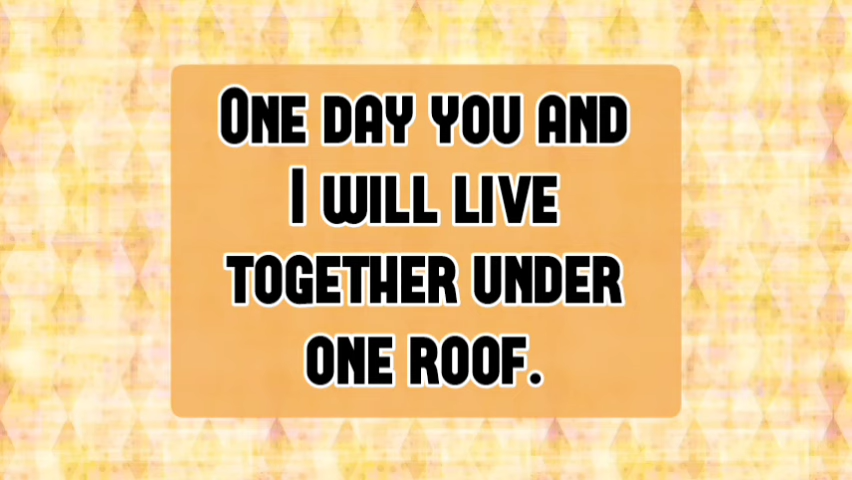 One day you and
I will live
together under
one roof.